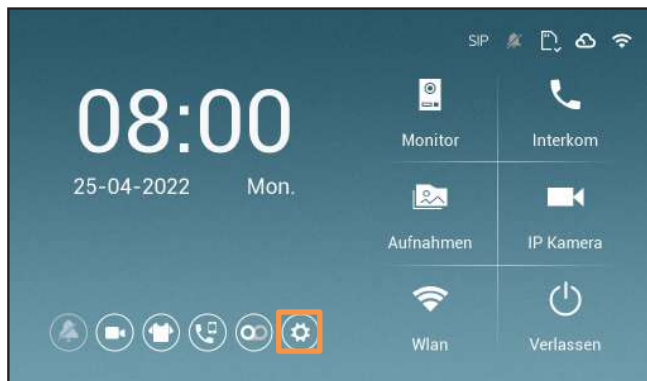 SIP
08:00
25-04-2022 Mon.
Monitor Interkom
Aufnahmen IP Kamera
Wlan Verlassen